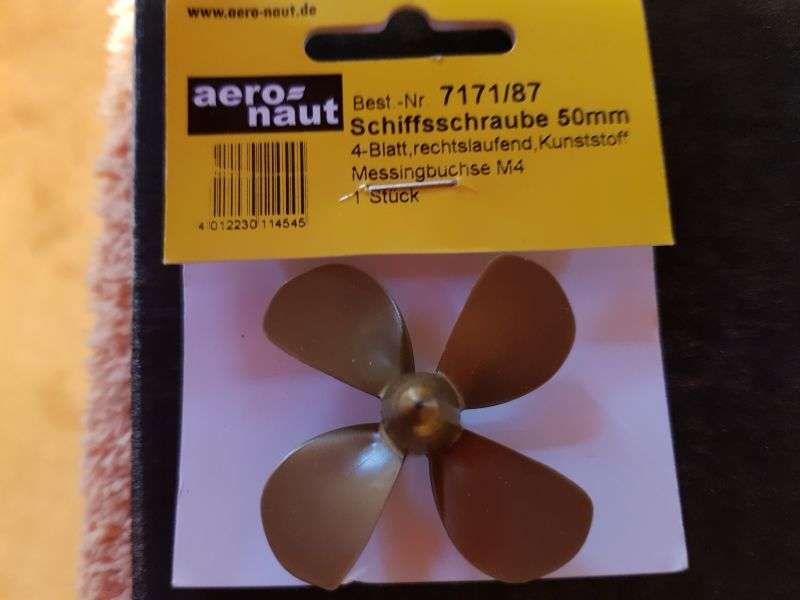 www.aero-naut.de
aero-
naut
Best.-Nr 7171/87
Schiffsschraube 50mm
4-Blatt,rechtslaufend,Kunststoff
Messingbuchse M4
1 Stück
4 012230 114545